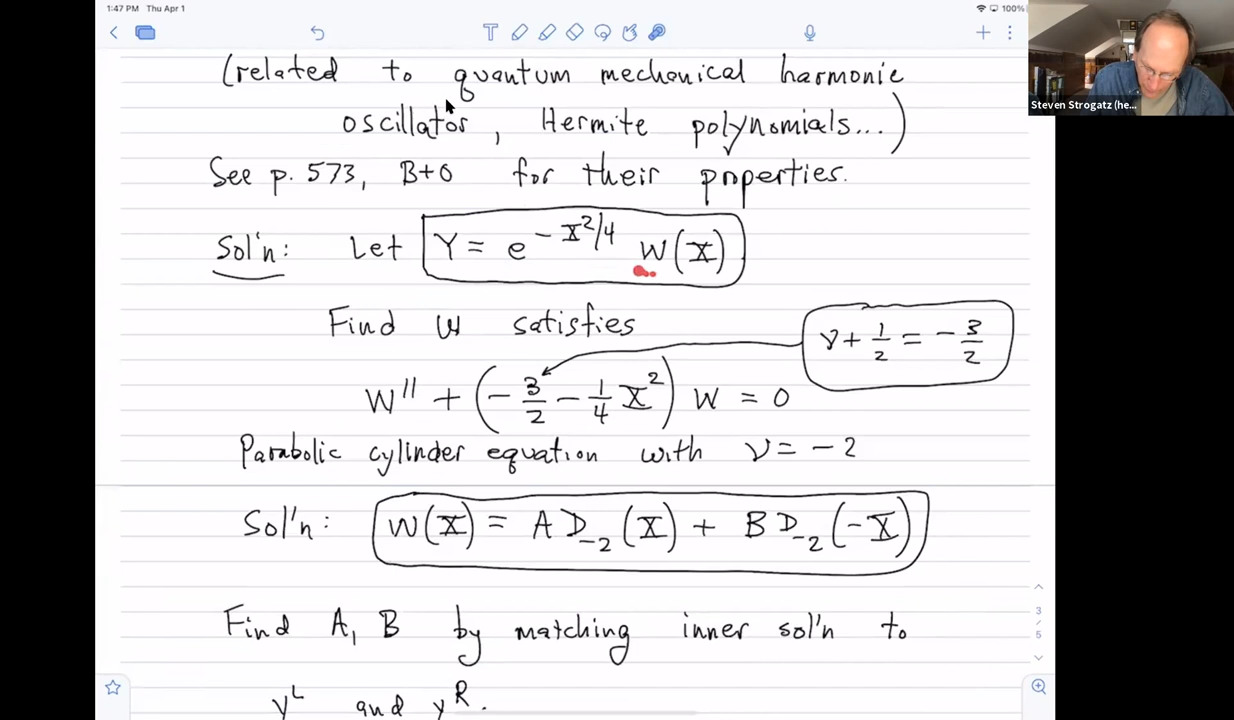 1:47 PM Thu Apr 1
100%
(related to quantum mechanical harmonic
oscillator, Hermite polynomials...)
Steven Strogatz (he...
See p. 573, B+O for their properties.
Sol'n: Let Y = e^{-X²/4} W(X)
Find W satisfies
ν + 1/2 = -3/2
W'' + (-3/2 - 1/4 X²) W = 0
Parabolic cylinder equation with ν = -2
Sol'n: W(X) = A D₋₂(X) + B D₋₂(-X)
Find A, B by matching inner sol'n to
y^L and y^R.
3/5